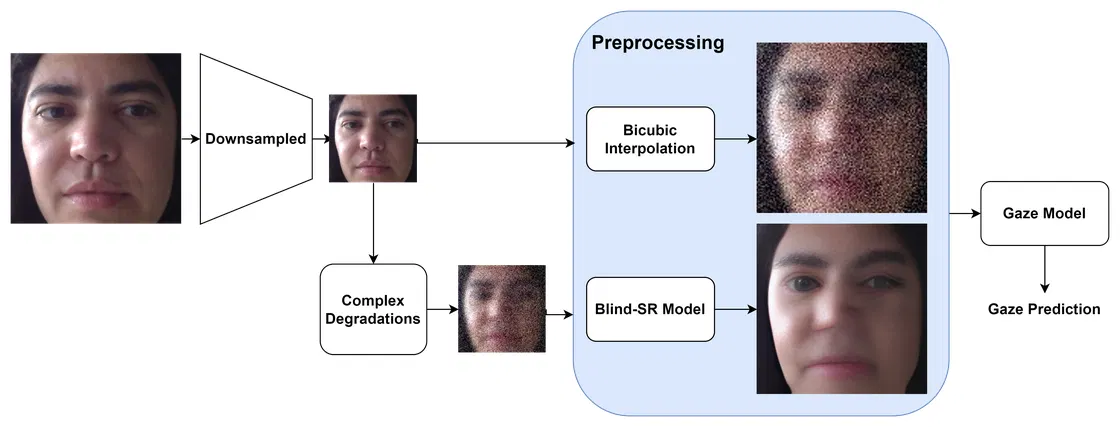 Preprocessing
Downsampled
Bicubic
Interpolation
Gaze Model
Complex
Degradations
Blind-SR Model
Gaze Prediction